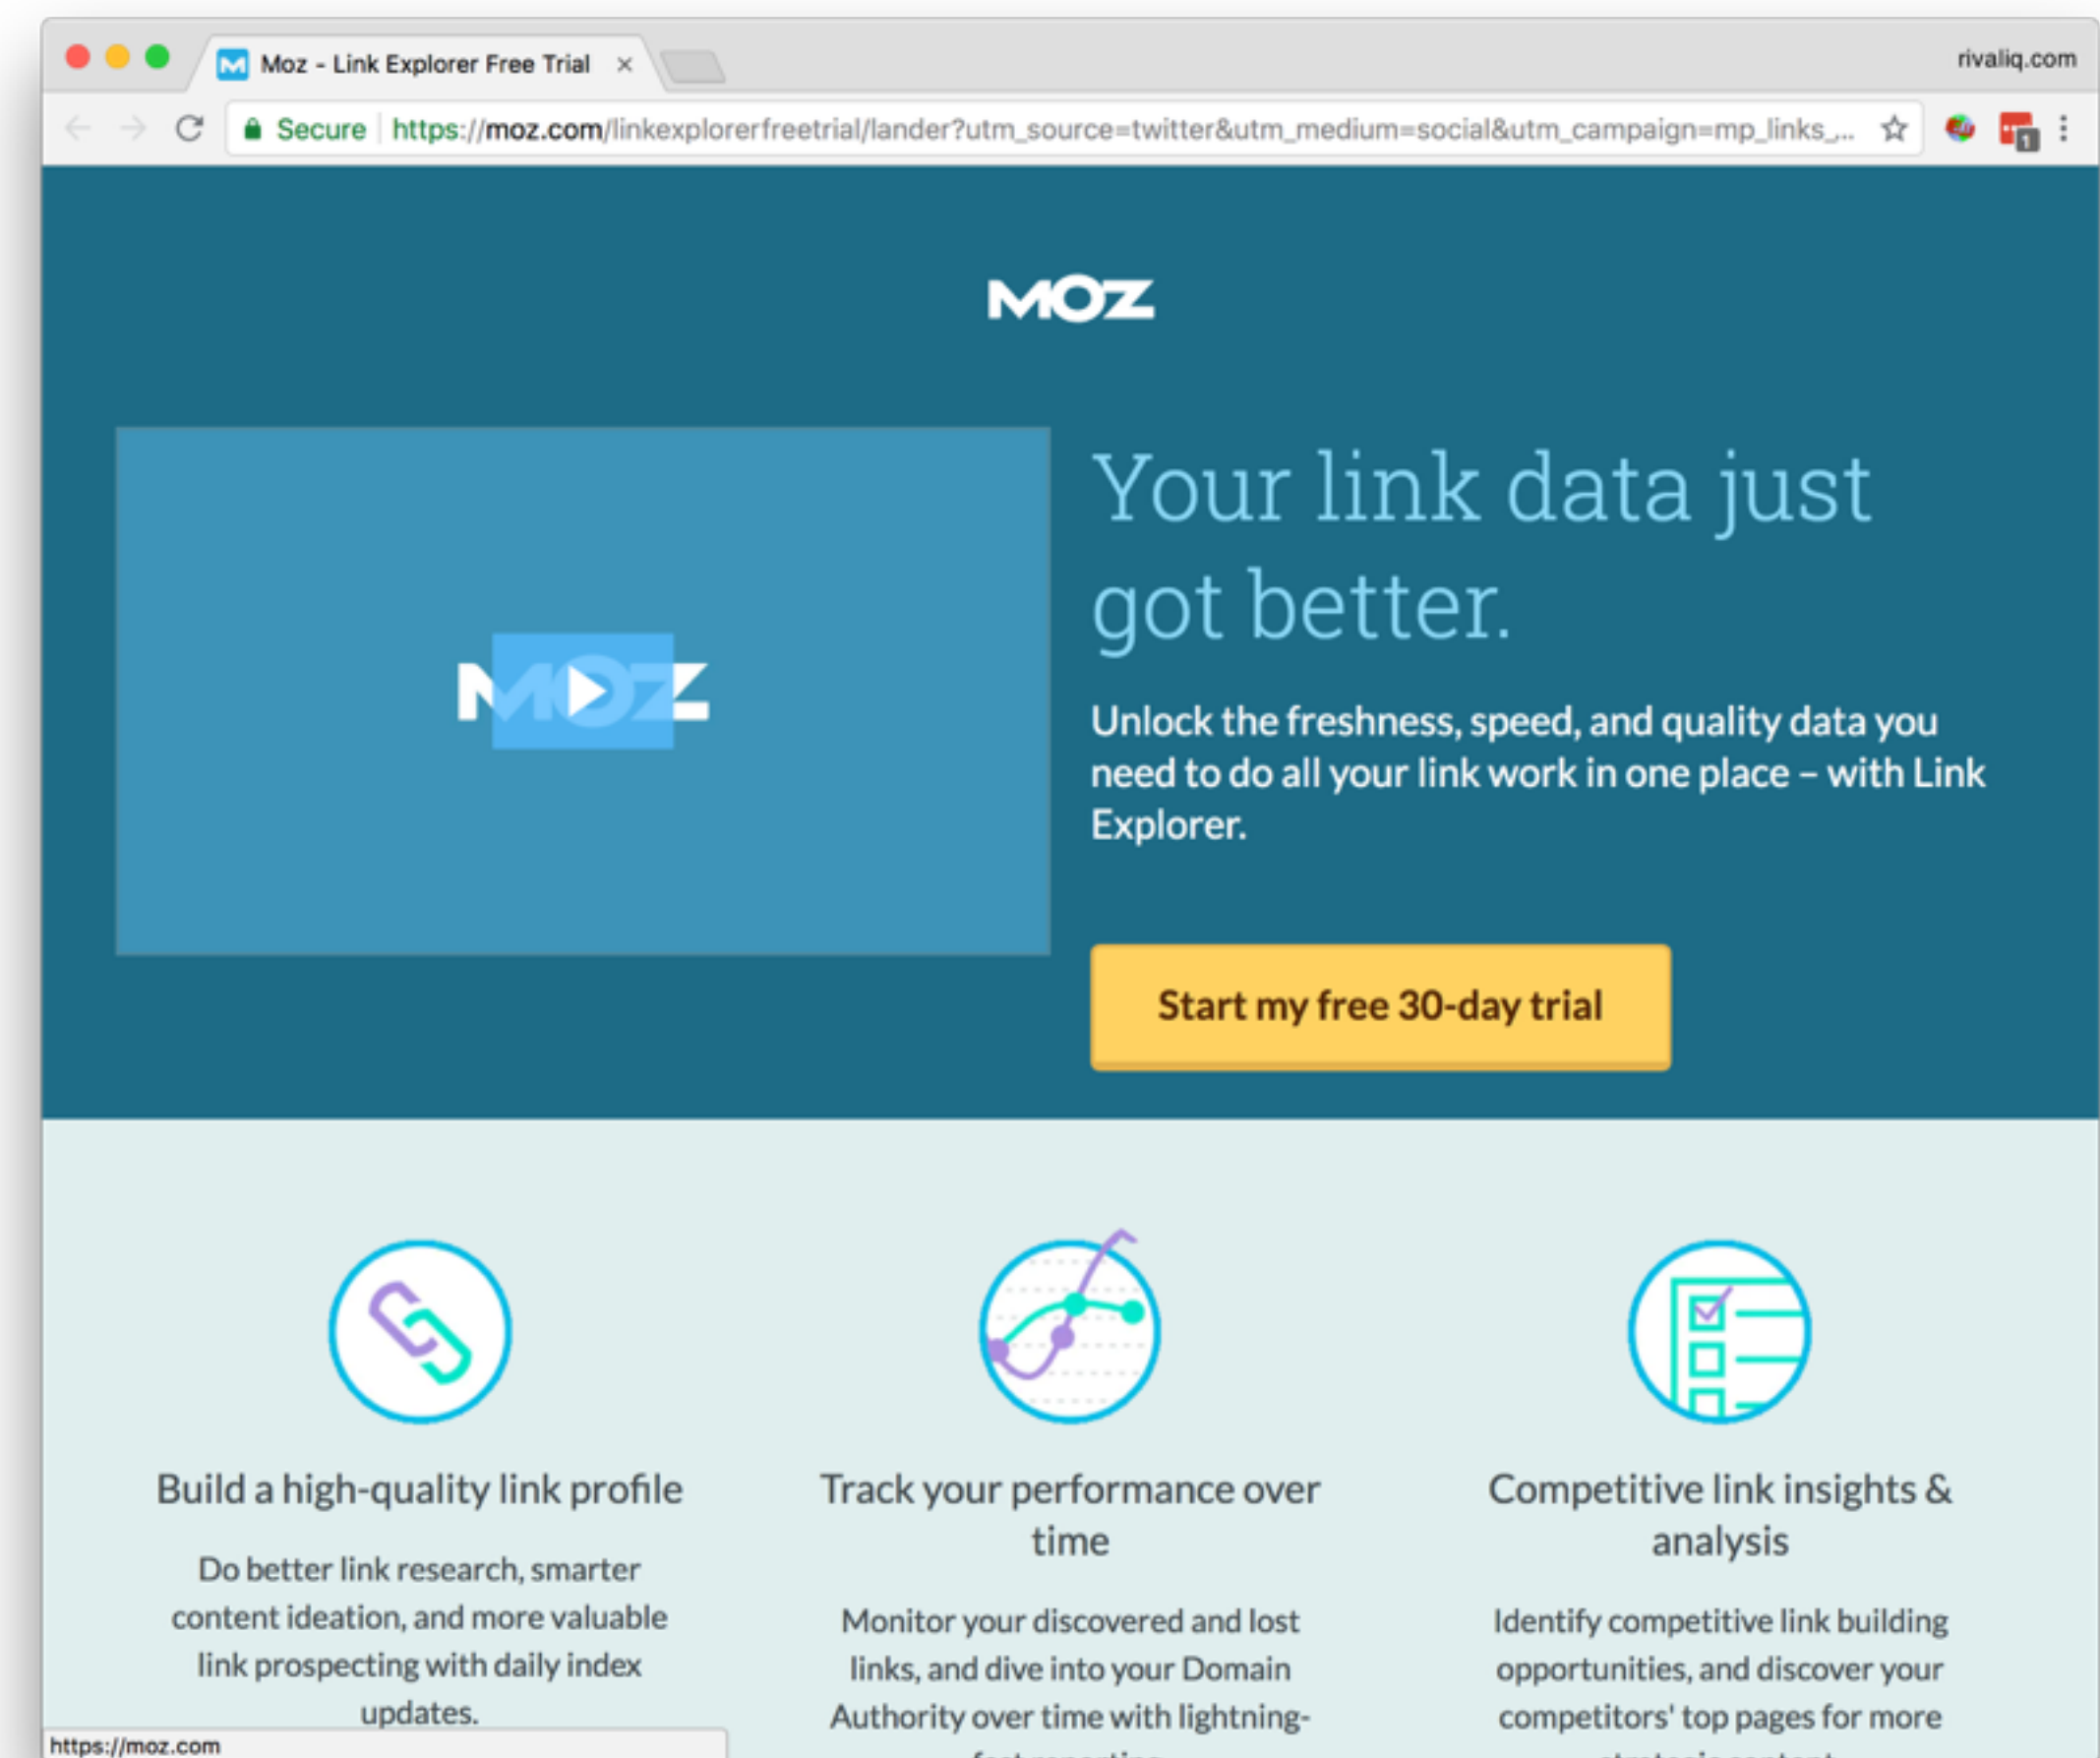 Moz - Link Explorer Free Trial
rivaliq.com
Secure
https://moz.com/linkexplorerfreetrial/lander?utm_source=twitter&utm_medium=social&utm_campaign=mp_links_...
1
MOZ
MOZ
Your link data just
got better.
Unlock the freshness, speed, and quality data you
need to do all your link work in one place – with Link
Explorer.
Start my free 30-day trial
Build a high-quality link profile
Do better link research, smarter
content ideation, and more valuable
link prospecting with daily index
updates.
Track your performance over
time
Monitor your discovered and lost
links, and dive into your Domain
Authority over time with lightning-
fast reporting.
Competitive link insights &
analysis
Identify competitive link building
opportunities, and discover your
competitors' top pages for more
strategic content.
https://moz.com